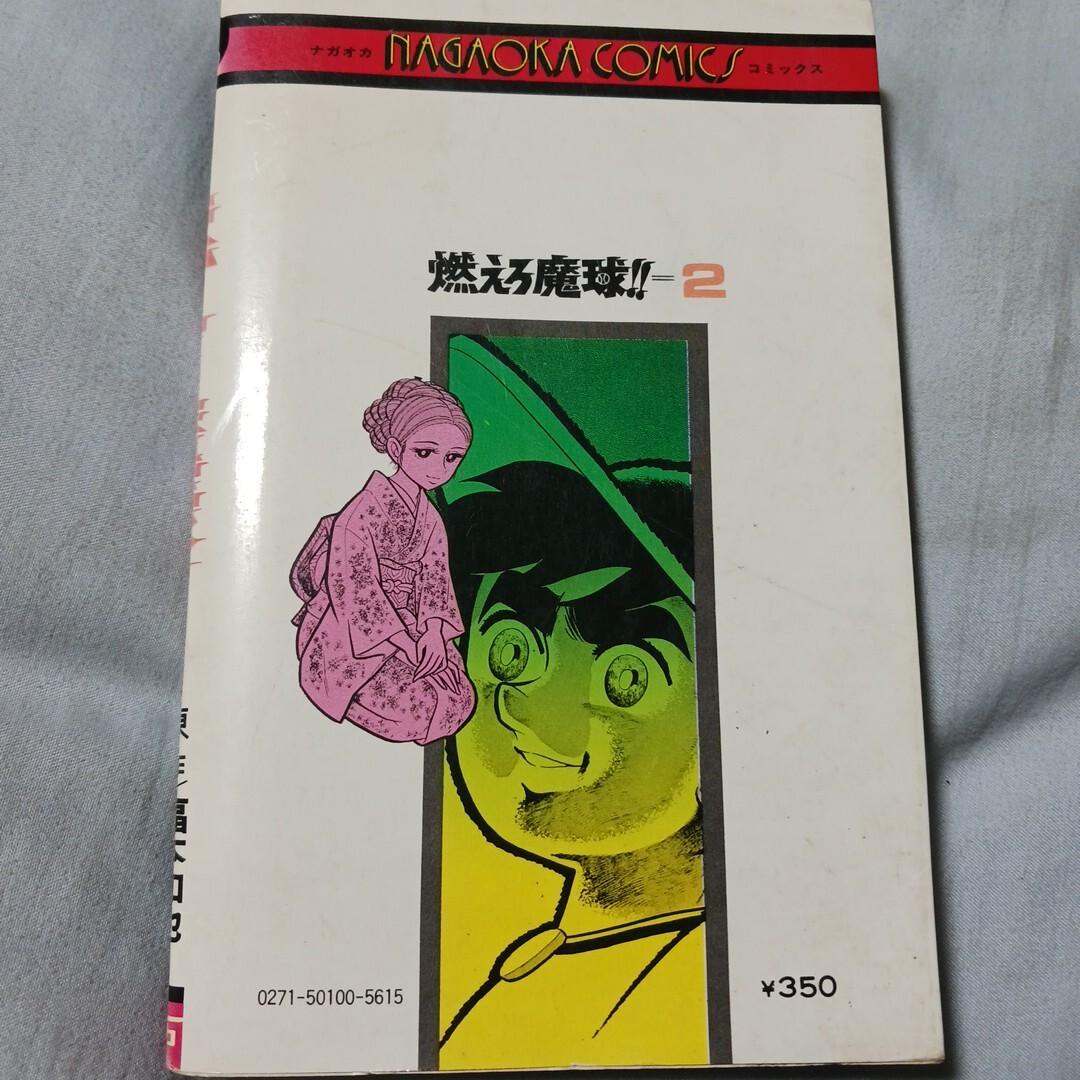 ナガオカ NAGAOKA COMICS コミックス
燃えろ魔球!!=2
0271-50100-5615
¥350